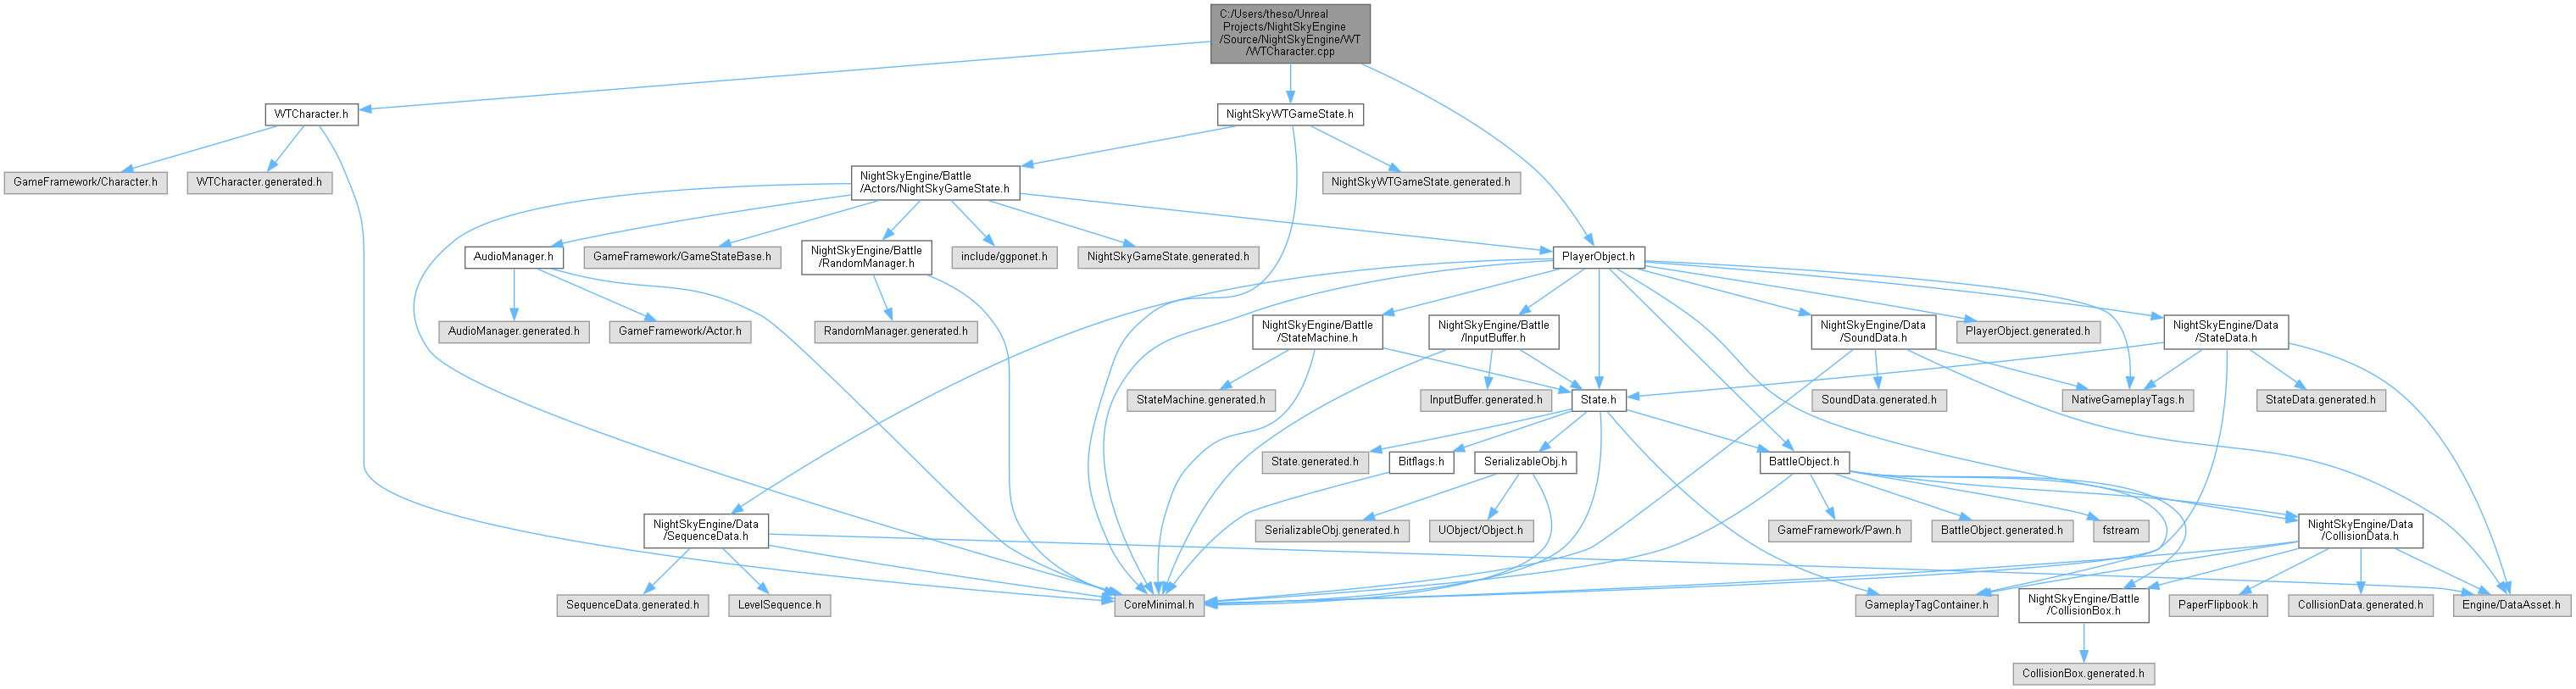 C:/Users/theso/Unreal
Projects/NightSkyEngine
/Source/NightSkyEngine/WT
/WTCharacter.cpp
WTCharacter.h
NightSkyWTGameState.h
GameFramework/Character.h
WTCharacter.generated.h
NightSkyEngine/Battle
/Actors/NightSkyGameState.h
NightSkyWTGameState.generated.h
AudioManager.h
GameFramework/GameStateBase.h
NightSkyEngine/Battle
/RandomManager.h
include/ggponet.h
NightSkyGameState.generated.h
PlayerObject.h
AudioManager.generated.h
GameFramework/Actor.h
RandomManager.generated.h
NightSkyEngine/Battle
/StateMachine.h
NightSkyEngine/Battle
/InputBuffer.h
NightSkyEngine/Data
/SoundData.h
PlayerObject.generated.h
NightSkyEngine/Data
/StateData.h
StateMachine.generated.h
InputBuffer.generated.h
State.h
SoundData.generated.h
NativeGameplayTags.h
StateData.generated.h
State.generated.h
Bitflags.h
SerializableObj.h
BattleObject.h
NightSkyEngine/Data
/SequenceData.h
SerializableObj.generated.h
UObject/Object.h
GameFramework/Pawn.h
BattleObject.generated.h
fstream
NightSkyEngine/Data
/CollisionData.h
SequenceData.generated.h
LevelSequence.h
CoreMinimal.h
GameplayTagContainer.h
NightSkyEngine/Battle
/CollisionBox.h
PaperFlipbook.h
CollisionData.generated.h
Engine/DataAsset.h
CollisionBox.generated.h